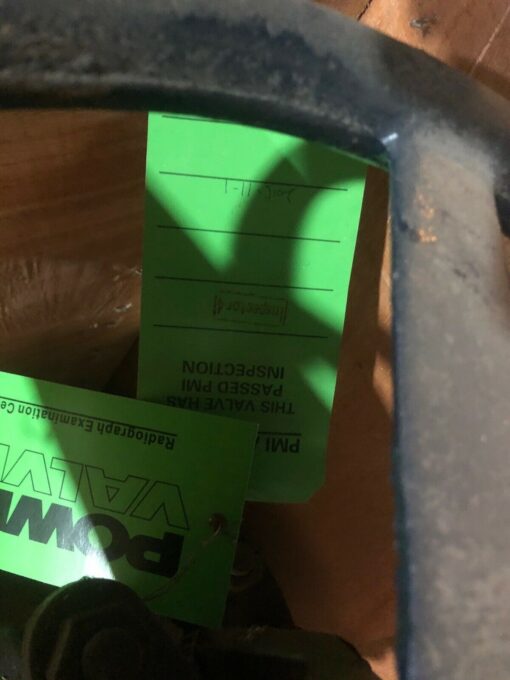 PMI
THIS VALVE HAS
PASSED PMI
INSPECTION
Inspector
POW
VALV
Radiograph Examination Ce